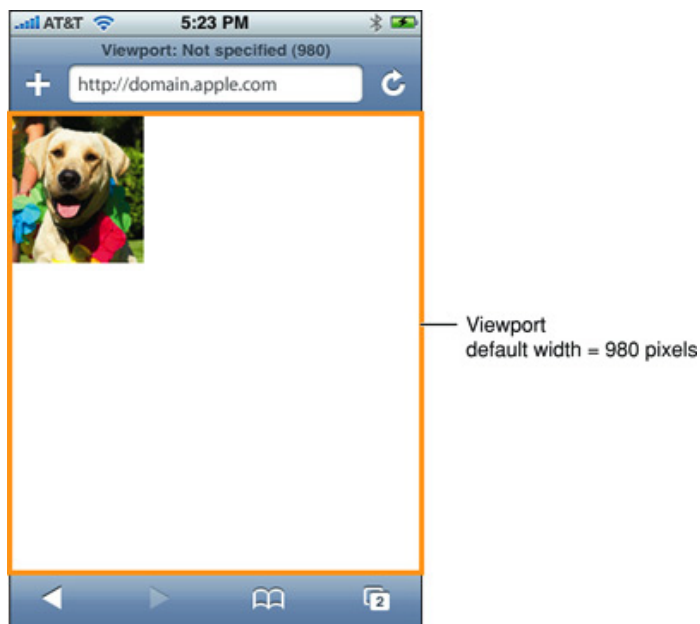 AT&T 5:23 PM
Viewport: Not specified (980)
http://domain.apple.com
Viewport
default width = 980 pixels
2